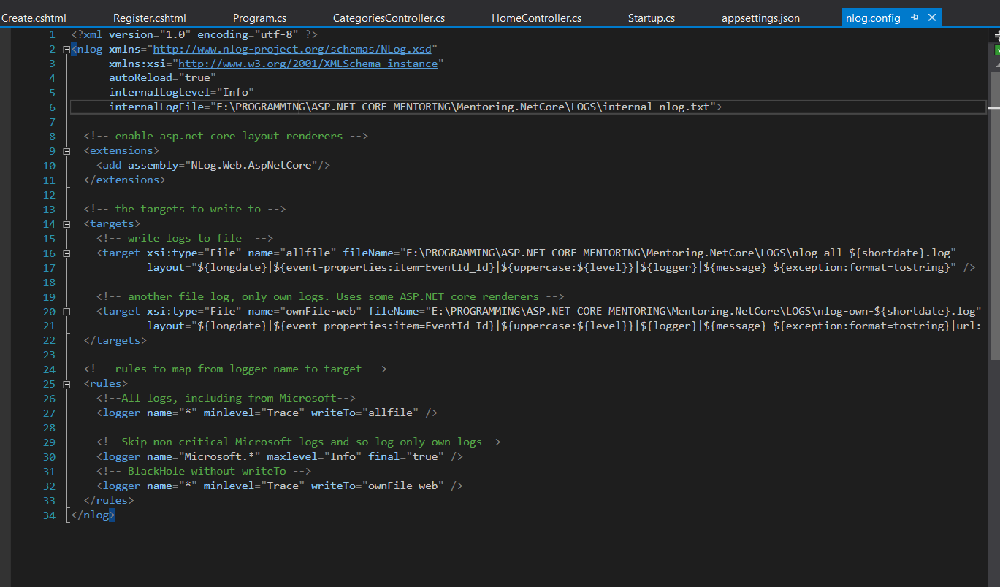 Create.cshtml Register.cshtml Program.cs CategoriesController.cs HomeController.cs Startup.cs appsettings.json nlog.config
1 <?xml version="1.0" encoding="utf-8" ?>
2 <nlog xmlns="http://www.nlog-project.org/schemas/NLog.xsd"
3 xmlns:xsi="http://www.w3.org/2001/XMLSchema-instance"
4 autoReload="true"
5 internalLogLevel="Info"
6 internalLogFile="E:\PROGRAMMING\ASP.NET CORE MENTORING\Mentoring.NetCore\LOGS\internal-nlog.txt">
7
8 <!-- enable asp.net core layout renderers -->
9 <extensions>
10 <add assembly="NLog.Web.AspNetCore"/>
11 </extensions>
12
13 <!-- the targets to write to -->
14 <targets>
15 <!-- write logs to file  -->
16 <target xsi:type="File" name="allfile" fileName="E:\PROGRAMMING\ASP.NET CORE MENTORING\Mentoring.NetCore\LOGS\nlog-all-${shortdate}.log"
17 layout="${longdate}|${event-properties:item=EventId_Id}|${uppercase:${level}}|${logger}|${message} ${exception:format=tostring}" />
18
19 <!-- another file log, only own logs. Uses some ASP.NET core renderers -->
20 <target xsi:type="File" name="ownFile-web" fileName="E:\PROGRAMMING\ASP.NET CORE MENTORING\Mentoring.NetCore\LOGS\nlog-own-${shortdate}.log"
21 layout="${longdate}|${event-properties:item=EventId_Id}|${uppercase:${level}}|${logger}|${message} ${exception:format=tostring}|url:
22 </targets>
23
24 <!-- rules to map from logger name to target -->
25 <rules>
26 <!--All logs, including from Microsoft-->
27 <logger name="*" minlevel="Trace" writeTo="allfile" />
28
29 <!--Skip non-critical Microsoft logs and so log only own logs-->
30 <logger name="Microsoft.*" maxlevel="Info" final="true" />
31 <!-- BlackHole without writeTo -->
32 <logger name="*" minlevel="Trace" writeTo="ownFile-web" />
33 </rules>
34 </nlog>